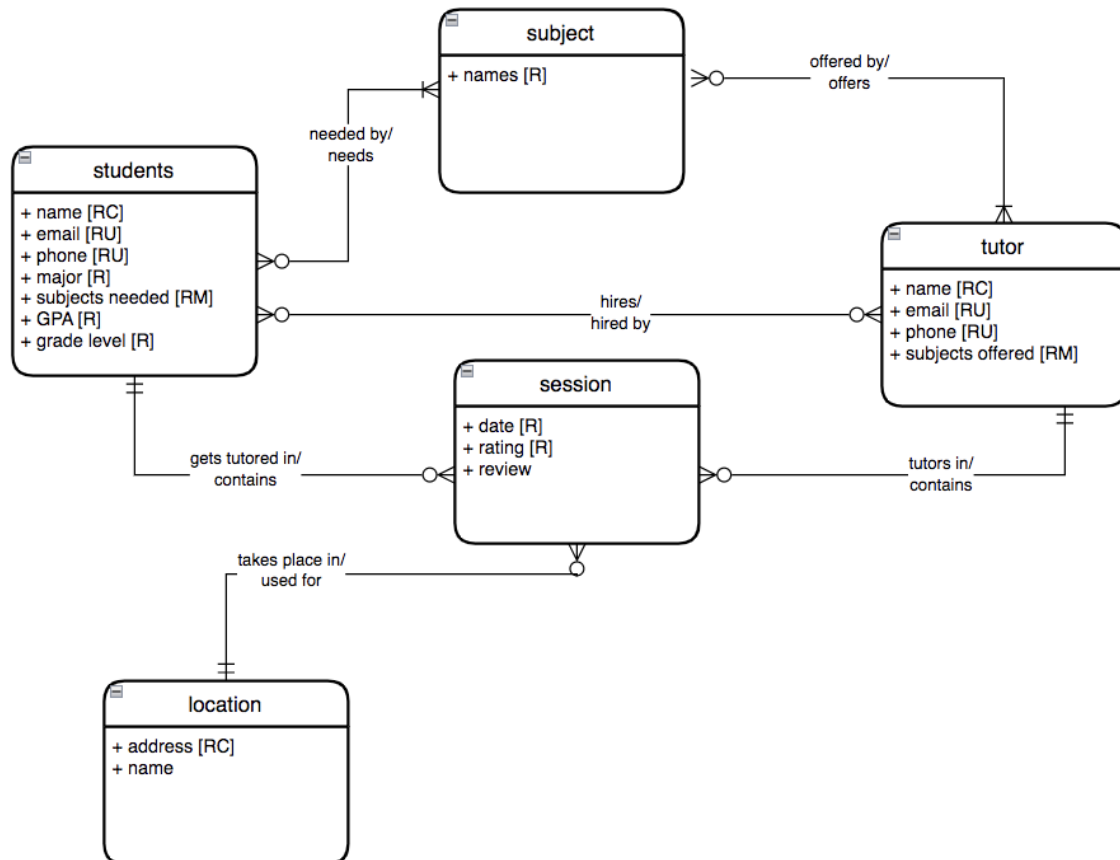 subject
+ names [R]
offered by/
offers
needed by/
needs
students
+ name [RC]
+ email [RU]
+ phone [RU]
+ major [R]
+ subjects needed [RM]
+ GPA [R]
+ grade level [R]
tutor
+ name [RC]
+ email [RU]
+ phone [RU]
+ subjects offered [RM]
hires/
hired by
session
+ date [R]
+ rating [R]
+ review
gets tutored in/
contains
tutors in/
contains
takes place in/
used for
location
+ address [RC]
+ name